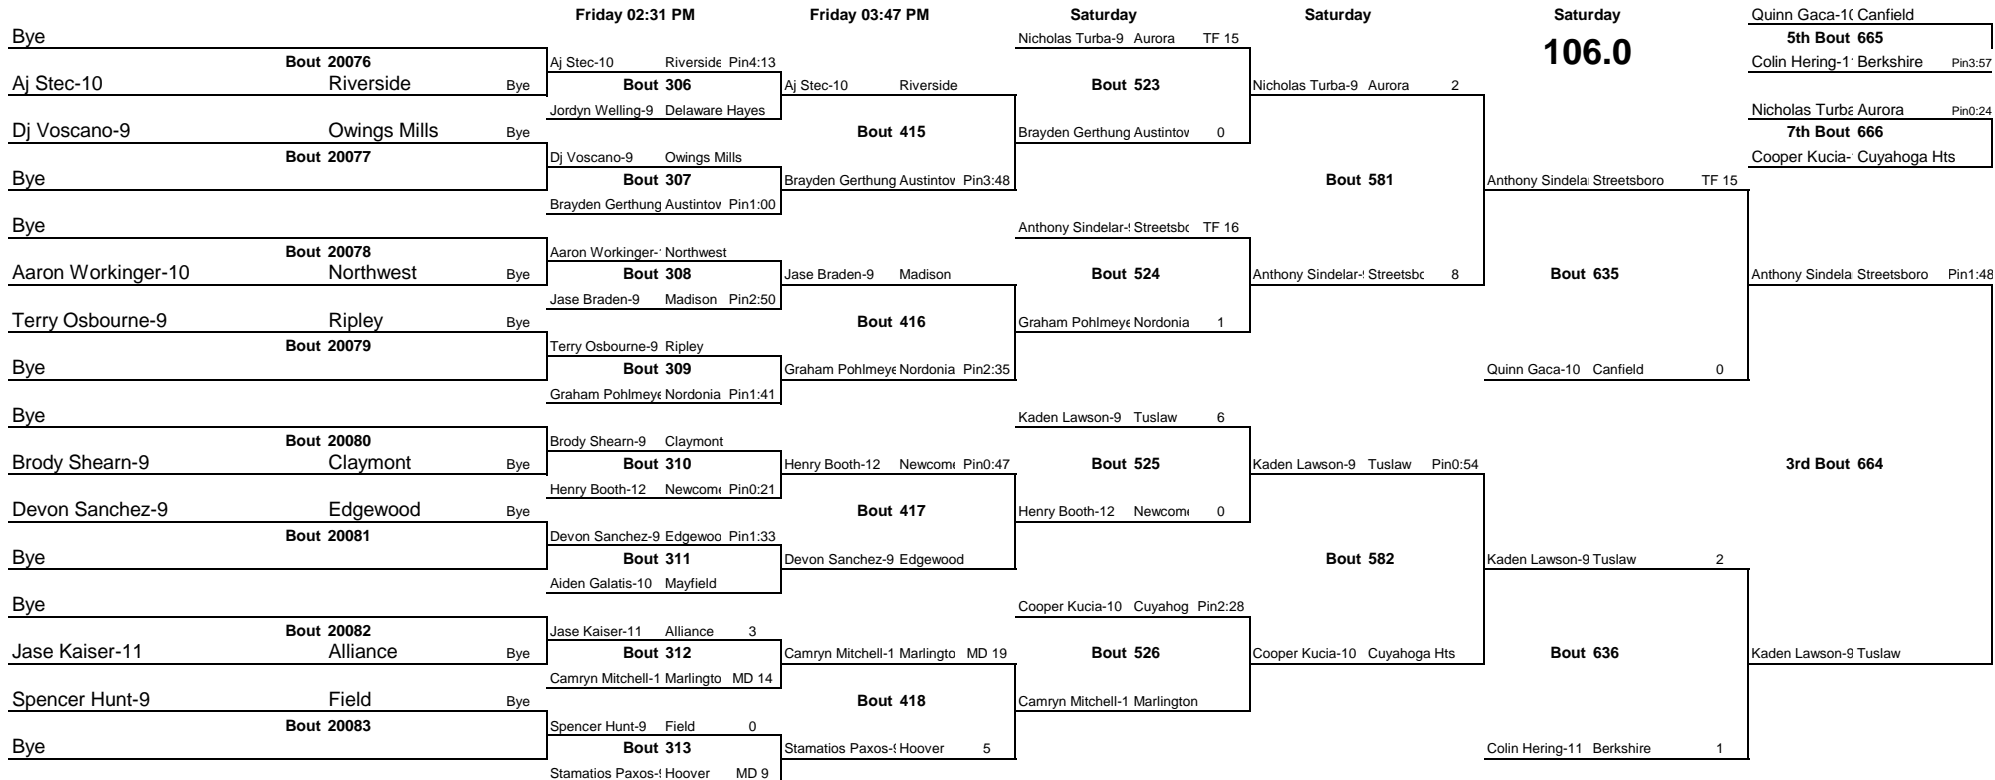 Friday 02:31 PM Friday 03:47 PM Saturday Saturday Saturday
106.0
Bye
Bout 20076
Aj Stec-10 Riverside Bye
Dj Voscano-9 Owings Mills Bye
Bout 20077
Bye
Bye
Bout 20078
Aaron Workinger-10 Northwest Bye
Terry Osbourne-9 Ripley Bye
Bout 20079
Bye
Bye
Bout 20080
Brody Shearn-9 Claymont Bye
Devon Sanchez-9 Edgewood Bye
Bout 20081
Bye
Bye
Bout 20082
Jase Kaiser-11 Alliance Bye
Spencer Hunt-9 Field Bye
Bout 20083
Bye
Aj Stec-10 Riverside Pin4:13
Bout 306
Jordyn Welling-9 Delaware Hayes
Dj Voscano-9 Owings Mills
Bout 307
Brayden Gerthung Austintow Pin1:00
Aaron Workinger- Northwest
Bout 308
Jase Braden-9 Madison Pin2:50
Terry Osbourne-9 Ripley
Bout 309
Graham Pohlmeye Nordonia Pin1:41
Brody Shearn-9 Claymont
Bout 310
Henry Booth-12 Newcome Pin0:21
Devon Sanchez-9 Edgewoo Pin1:33
Bout 311
Aiden Galatis-10 Mayfield
Jase Kaiser-11 Alliance 3
Bout 312
Camryn Mitchell-1 Marlingto MD 14
Spencer Hunt-9 Field 0
Bout 313
Stamatios Paxos-9 Hoover MD 9
Aj Stec-10 Riverside
Bout 415
Brayden Gerthung Austintow Pin3:48
Jase Braden-9 Madison
Bout 416
Graham Pohlmeye Nordonia Pin2:35
Henry Booth-12 Newcome Pin0:47
Bout 417
Devon Sanchez-9 Edgewood
Camryn Mitchell-1 Marlingto MD 19
Bout 418
Stamatios Paxos-9 Hoover 5
Nicholas Turba-9 Aurora TF 15
Bout 523
Brayden Gerthung Austintow 0
Anthony Sindelar-9 Streetsbo TF 16
Bout 524
Graham Pohlmeye Nordonia 1
Kaden Lawson-9 Tuslaw 6
Bout 525
Henry Booth-12 Newcome 0
Cooper Kucia-10 Cuyahog Pin2:28
Bout 526
Camryn Mitchell-1 Marlington
Nicholas Turba-9 Aurora 2
Bout 581
Anthony Sindelar-9 Streetsbo 8
Kaden Lawson-9 Tuslaw Pin0:54
Bout 582
Cooper Kucia-10 Cuyahoga Hts
Anthony Sindela Streetsboro TF 15
Bout 635
Quinn Gaca-10 Canfield 0
Kaden Lawson-9 Tuslaw 2
Bout 636
Colin Hering-11 Berkshire 1
Anthony Sindela Streetsboro Pin1:48
3rd Bout 664
Kaden Lawson-9 Tuslaw
Quinn Gaca-10 Canfield
5th Bout 665
Colin Hering-11 Berkshire Pin3:57
Nicholas Turba Aurora Pin0:24
7th Bout 666
Cooper Kucia- Cuyahoga Hts